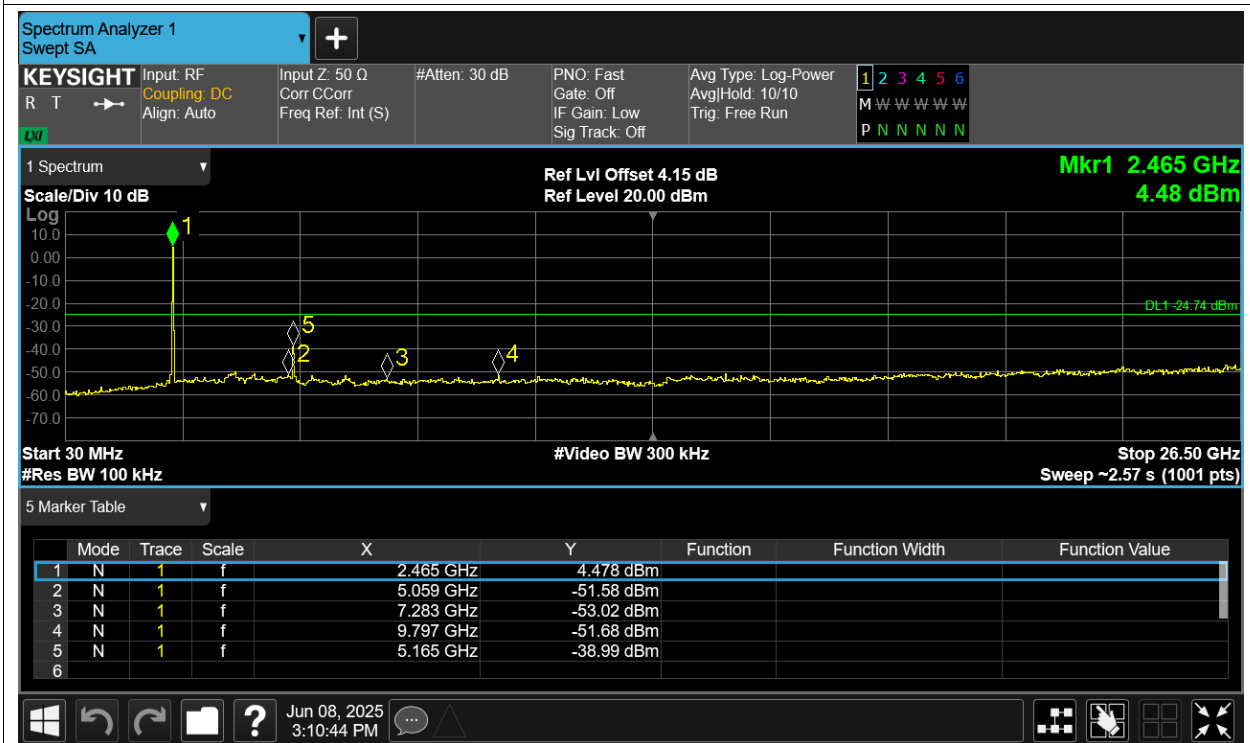 Spectrum Analyzer 1
Swept SA
KEYSIGHT Input: RF Input Z: 50 Ω #Atten: 30 dB PNO: Fast Avg Type: Log-Power 1 2 3 4 5 6
R T Coupling: DC Corr CCorr Gate: Off Avg|Hold: 10/10 M W W W W W
Align: Auto Freq Ref: Int (S) IF Gain: Low Trig: Free Run
LXI Sig Track: Off P N N N N N
1 Spectrum Ref Lvl Offset 4.15 dB Mkr1 2.465 GHz
Scale/Div 10 dB Ref Level 20.00 dBm 4.48 dBm
Log
1
10.0
0.00
-10.0
-20.0 DL1 -24.74 dBm
-30.0 5
-40.0 2 3 4
-50.0
-60.0
-70.0
Start 30 MHz #Video BW 300 kHz Stop 26.50 GHz
#Res BW 100 kHz Sweep ~2.57 s (1001 pts)
5 Marker Table
Mode Trace Scale X Y Function Function Width Function Value
1 N 1 f 2.465 GHz 4.478 dBm
2 N 1 f 5.059 GHz -51.58 dBm
3 N 1 f 7.283 GHz -53.02 dBm
4 N 1 f 9.797 GHz -51.68 dBm
5 N 1 f 5.165 GHz -38.99 dBm
6
? Jun 08, 2025
3:10:44 PM